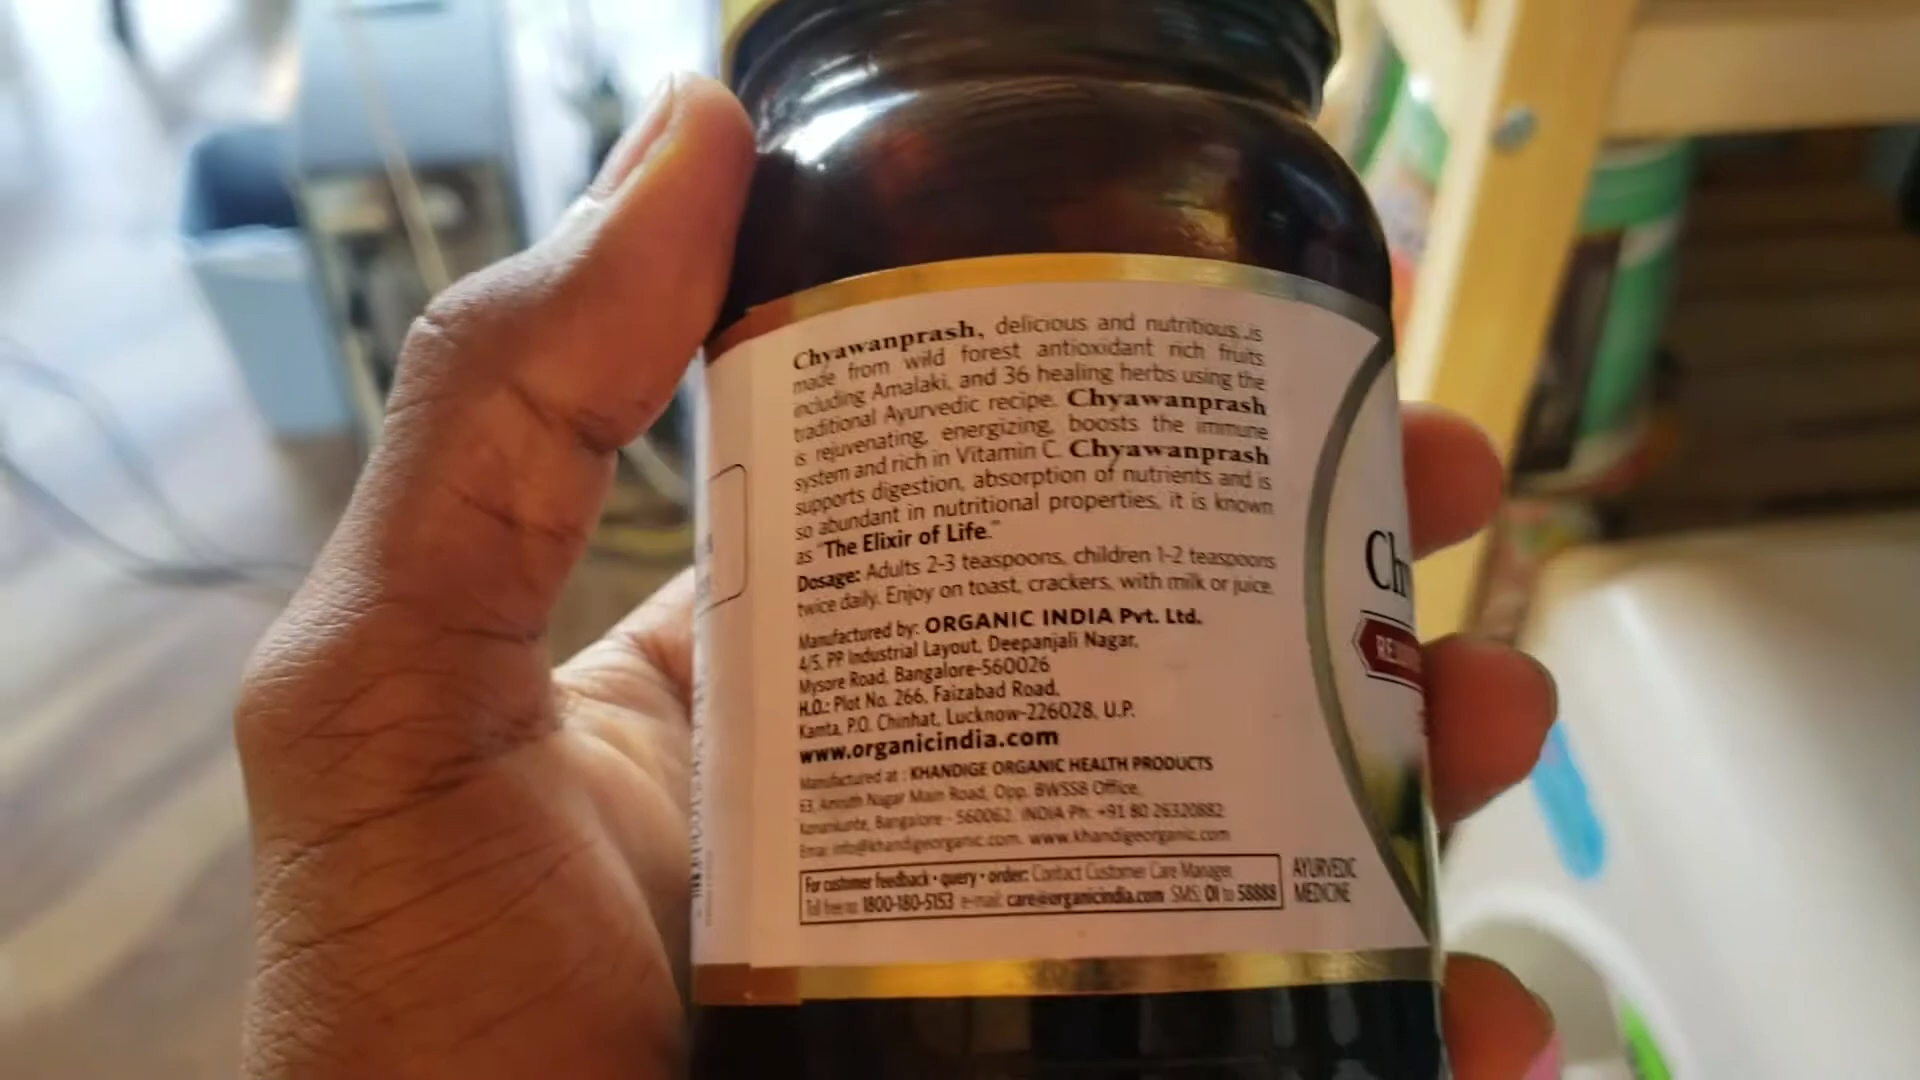 Chyawanprash, delicious and nutritious, is
made from wild forest antioxidant rich fruits
including Amalaki, and 36 healing herbs using the
traditional Ayurvedic recipe. Chyawanprash
is rejuvenating, energizing, boosts the immune
system and rich in Vitamin C. Chyawanprash
supports digestion, absorption of nutrients and is
so abundant in nutritional properties, it is known
as "The Elixir of Life."
Dosage: Adults 2-3 teaspoons, children 1-2 teaspoons
twice daily. Enjoy on toast, crackers, with milk or juice.
Manufactured by: ORGANIC INDIA Pvt. Ltd.
4/5, PP Industrial Layout, Deepanjali Nagar,
Mysore Road, Bangalore-560026
H.O.: Plot No. 266, Faizabad Road,
Kamta, P.O. Chinhat, Lucknow-226028, U.P.
www.organicindia.com
Manufactured at : KHANDIGE ORGANIC HEALTH PRODUCTS
63, Nagar Main Road, Opp. BWSSB Office,
Bangalore - 560062. INDIA Ph: +91 80 26320882
Email: info@khandigeorganic.com. www.khandigeorganic.com
For customer feedback • query • order: Contact Customer Care Manager,
Toll free no: 1800-180-5153 e-mail: care@organicindia.com SMS: OI to 58888
AYURVEDIC
MEDICINE